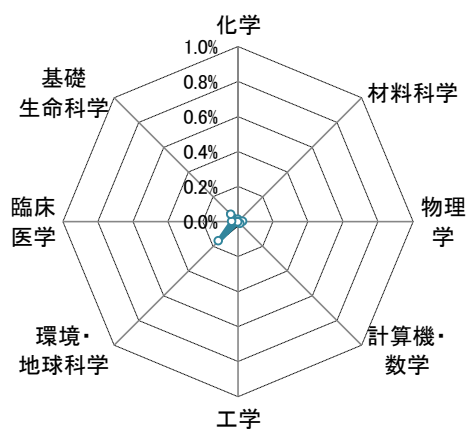 化学
1.0%
0.8%
0.6%
0.4%
0.2%
0.0%
材料科学
物理
学
計算機・
数学
工学
環境・
地球科学
臨床
医学
基礎
生命科学